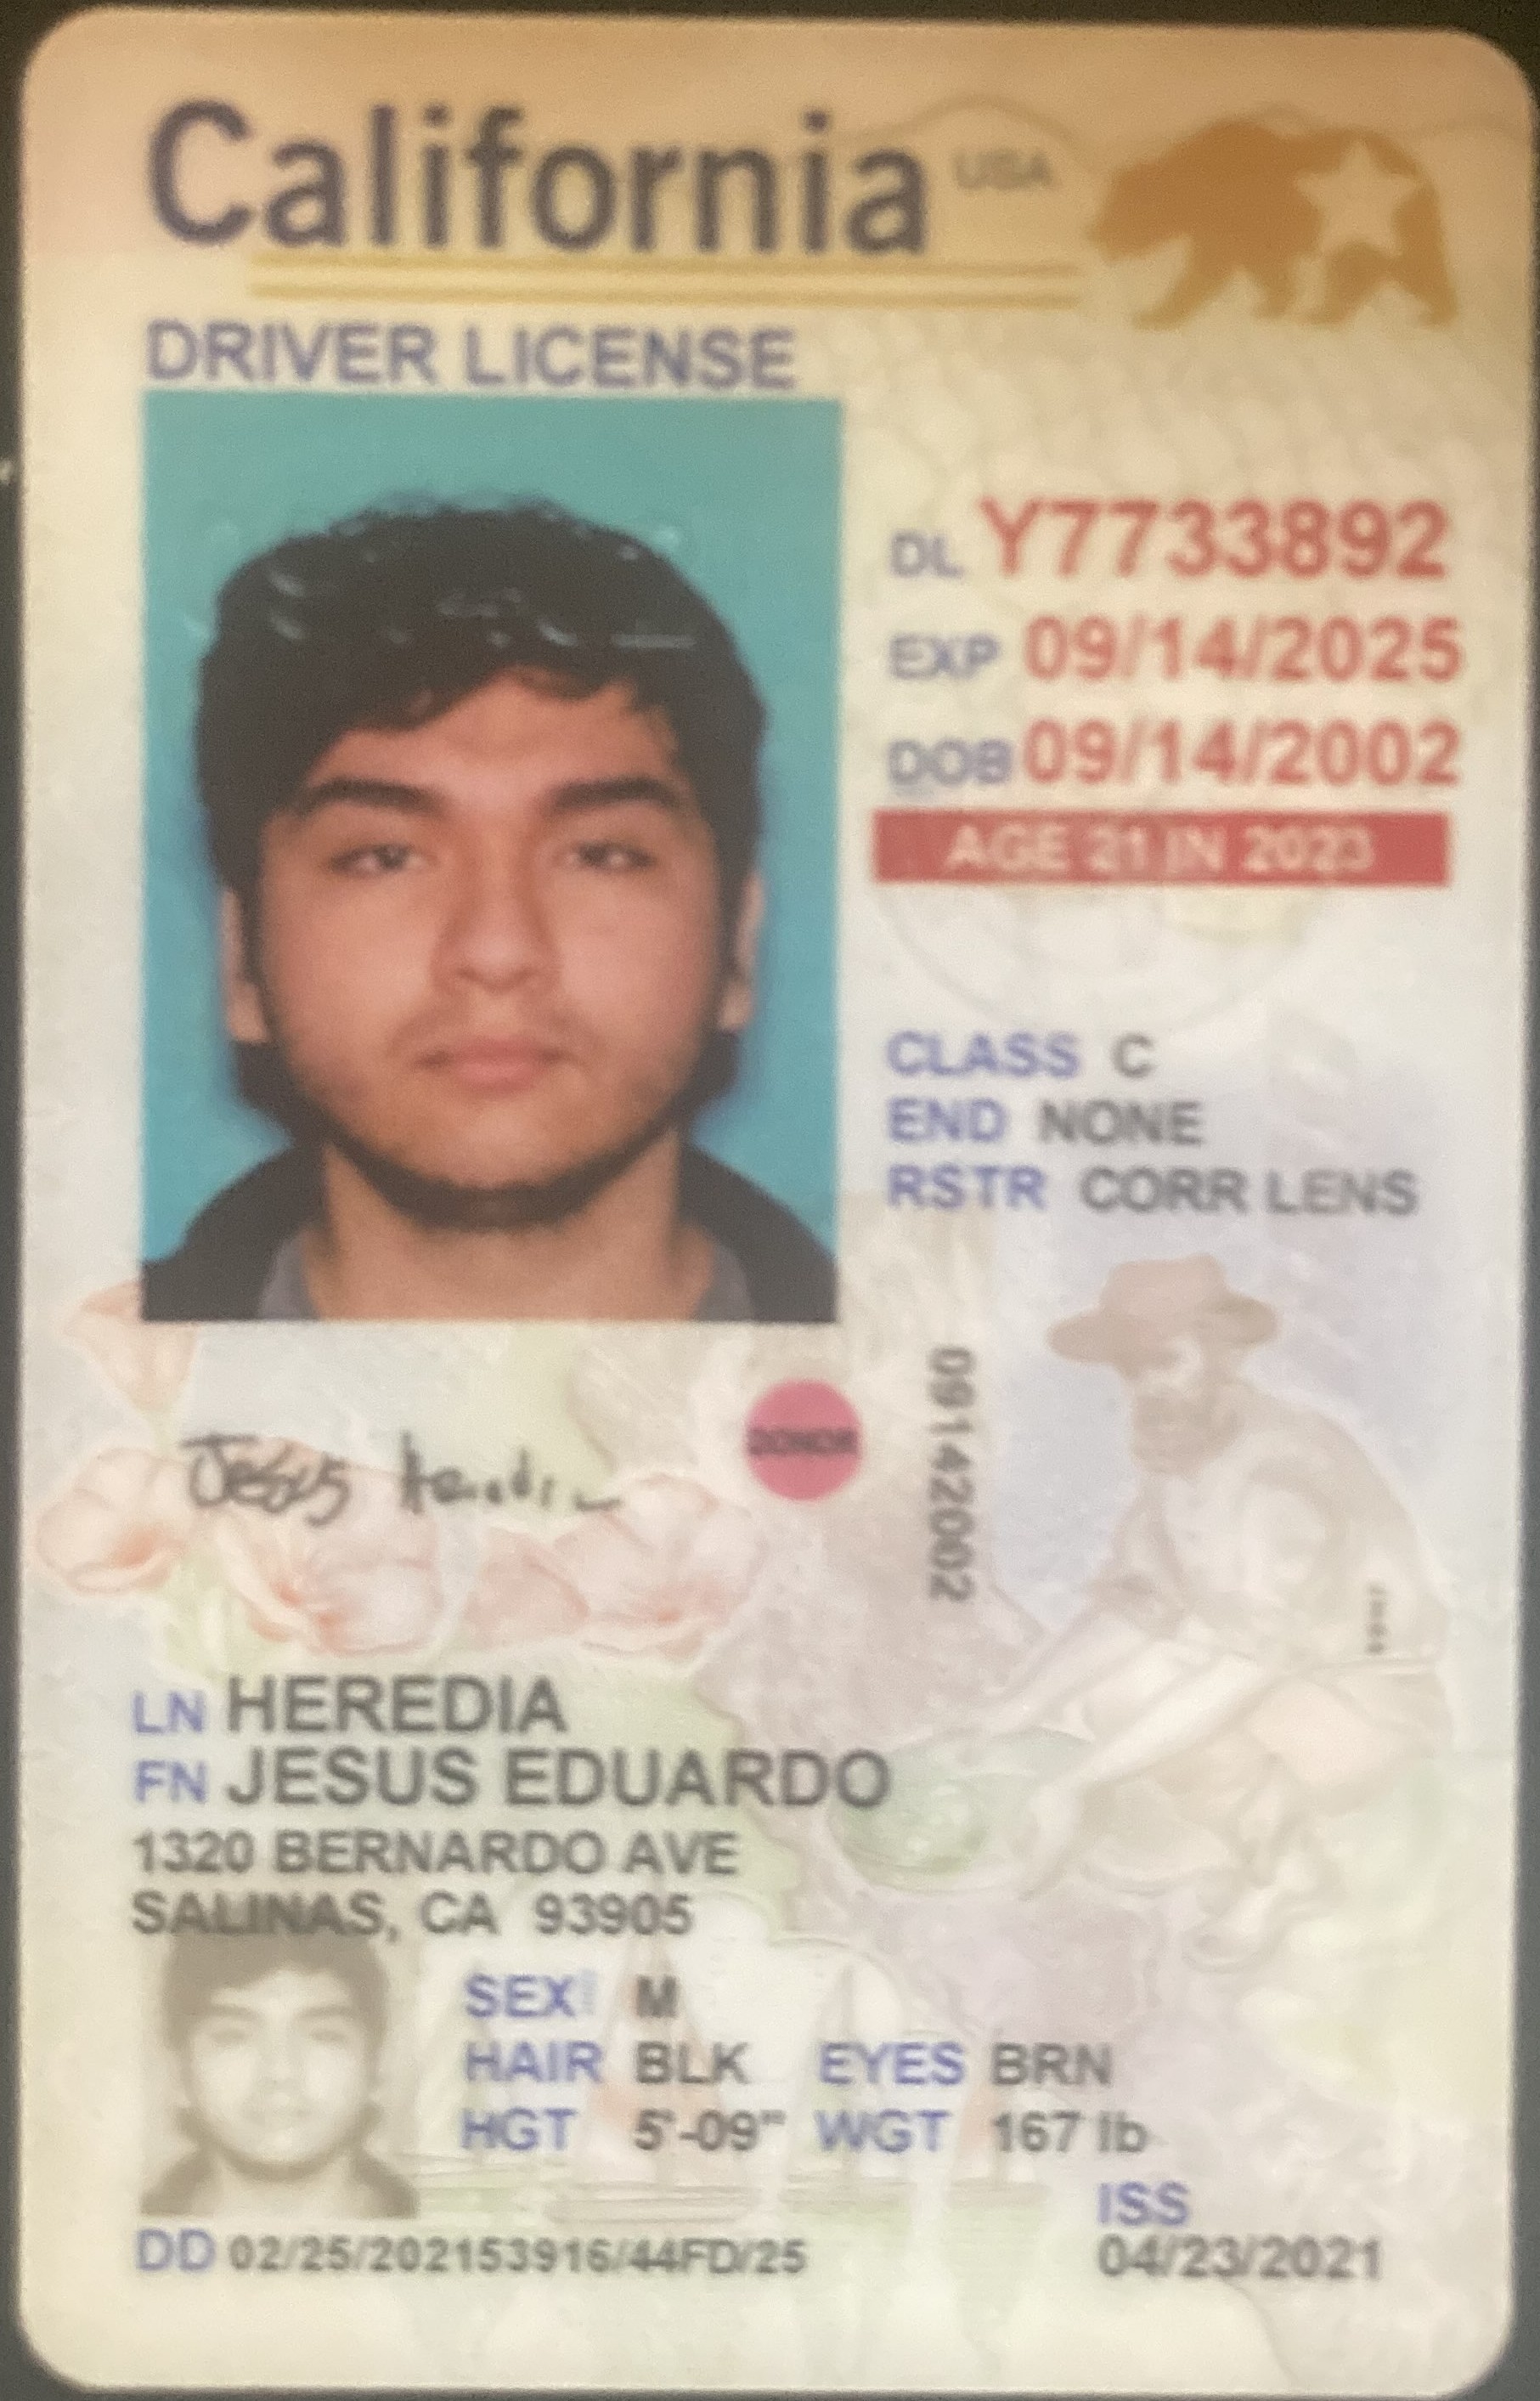 California USA
DRIVER LICENSE
DL Y7733892
EXP 09/14/2025
DOB 09/14/2002
AGE 21 IN 2023
CLASS C
END NONE
RSTR CORR LENS
Jesus Heredia
DONOR
09142002
LN HEREDIA
FN JESUS EDUARDO
1320 BERNARDO AVE
SALINAS, CA 93905
SEX M
HAIR BLK EYES BRN
HGT 5'-09" WGT 167 lb
ISS
DD 02/25/202153916/44FD/25 04/23/2021